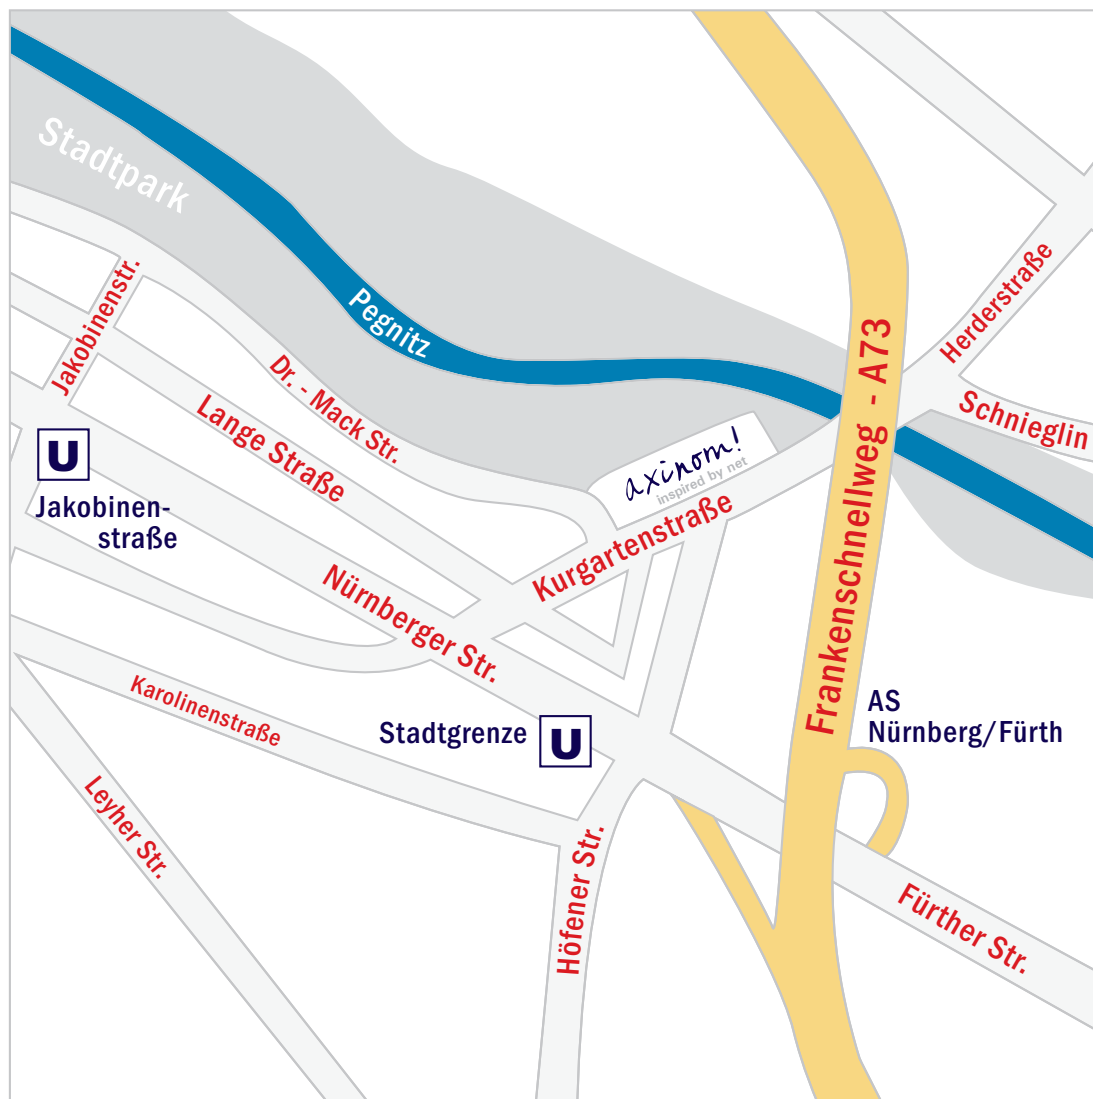 Stadtpark
Pegnitz
Jakobinenstr.
Dr. - Mack Str.
Lange Straße
U
Jakobinen-
straße
Nürnberger Str.
axinom!
inspired by net
Kurgartenstraße
Frankenschnellweg - A73
Herderstraße
Schnieglin
Karolinenstraße
Stadtgrenze
U
AS
Nürnberg/Fürth
Leyher Str.
Höfener Str.
Fürther Str.